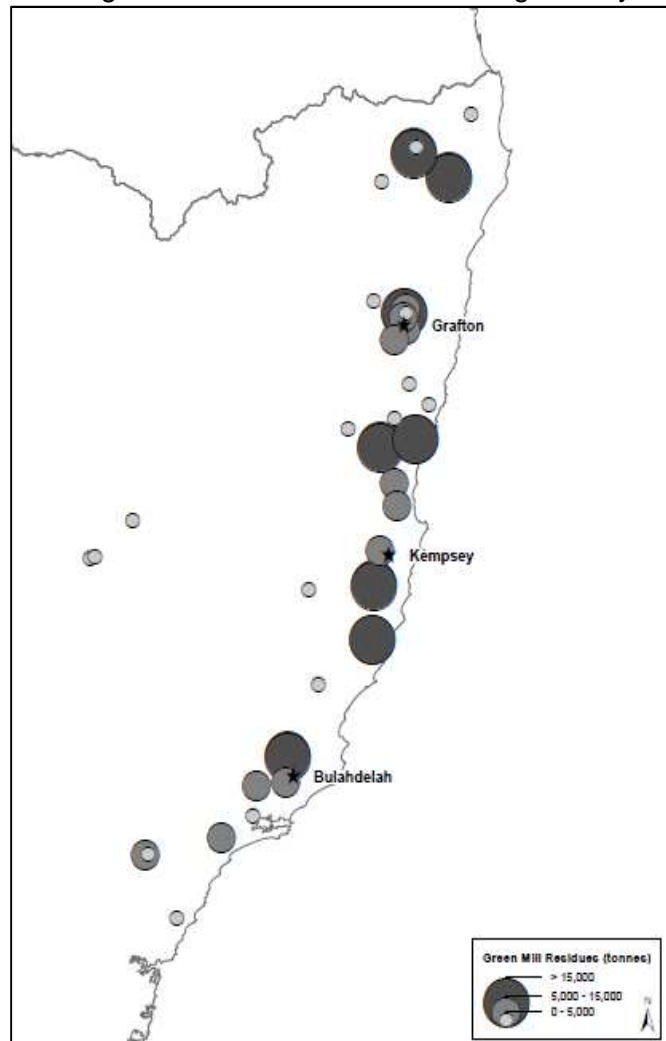 Grafton
Kempsey
Bulahdelah
Green Mill Residues (tonnes)
> 15,000
5,000 - 15,000
0 - 5,000
N